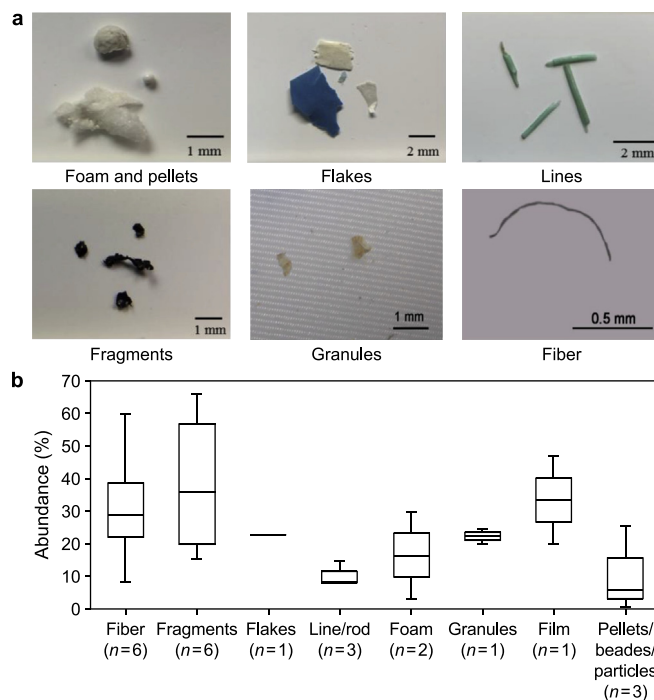 a
1 mm
2 mm
2 mm
Foam and pellets
Flakes
Lines
1 mm
1 mm
0.5 mm
Fragments
Granules
Fiber
b
Abundance (%)
70
60
50
40
30
20
10
0
Fiber
(n=6)
Fragments
(n=6)
Flakes
(n=1)
Line/rod
(n=3)
Foam
(n=2)
Granules
(n=1)
Film
(n=1)
Pellets/
beades/
particles
(n=3)